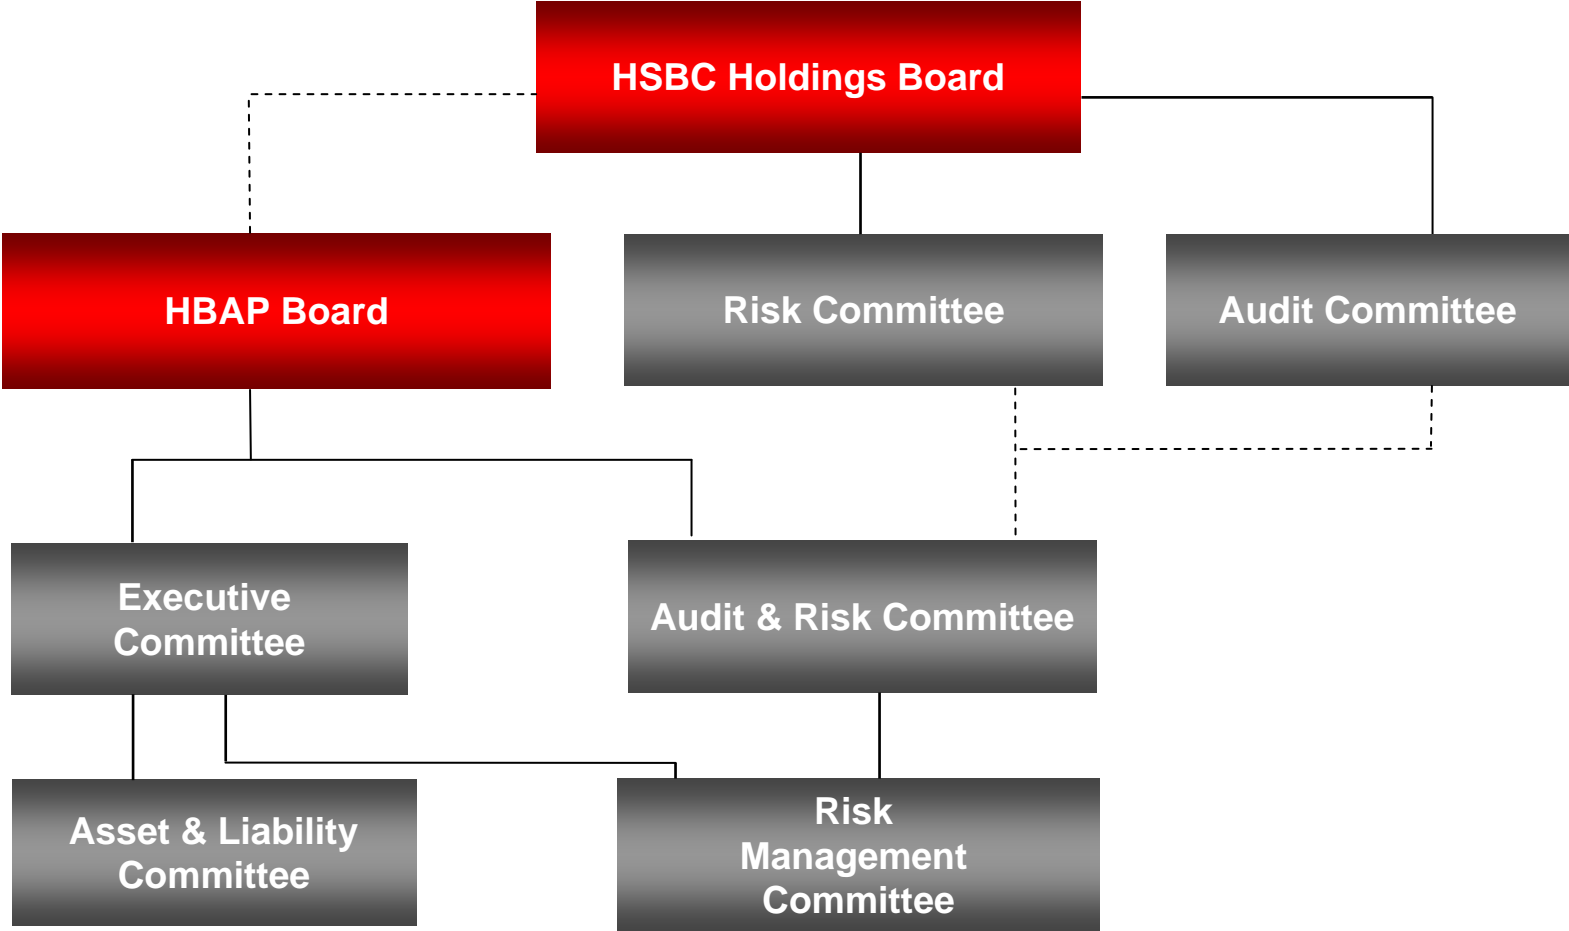 HSBC Holdings Board
HBAP Board
Risk Committee
Audit Committee
Executive
Committee
Audit & Risk Committee
Asset & Liability
Committee
Risk
Management
Committee